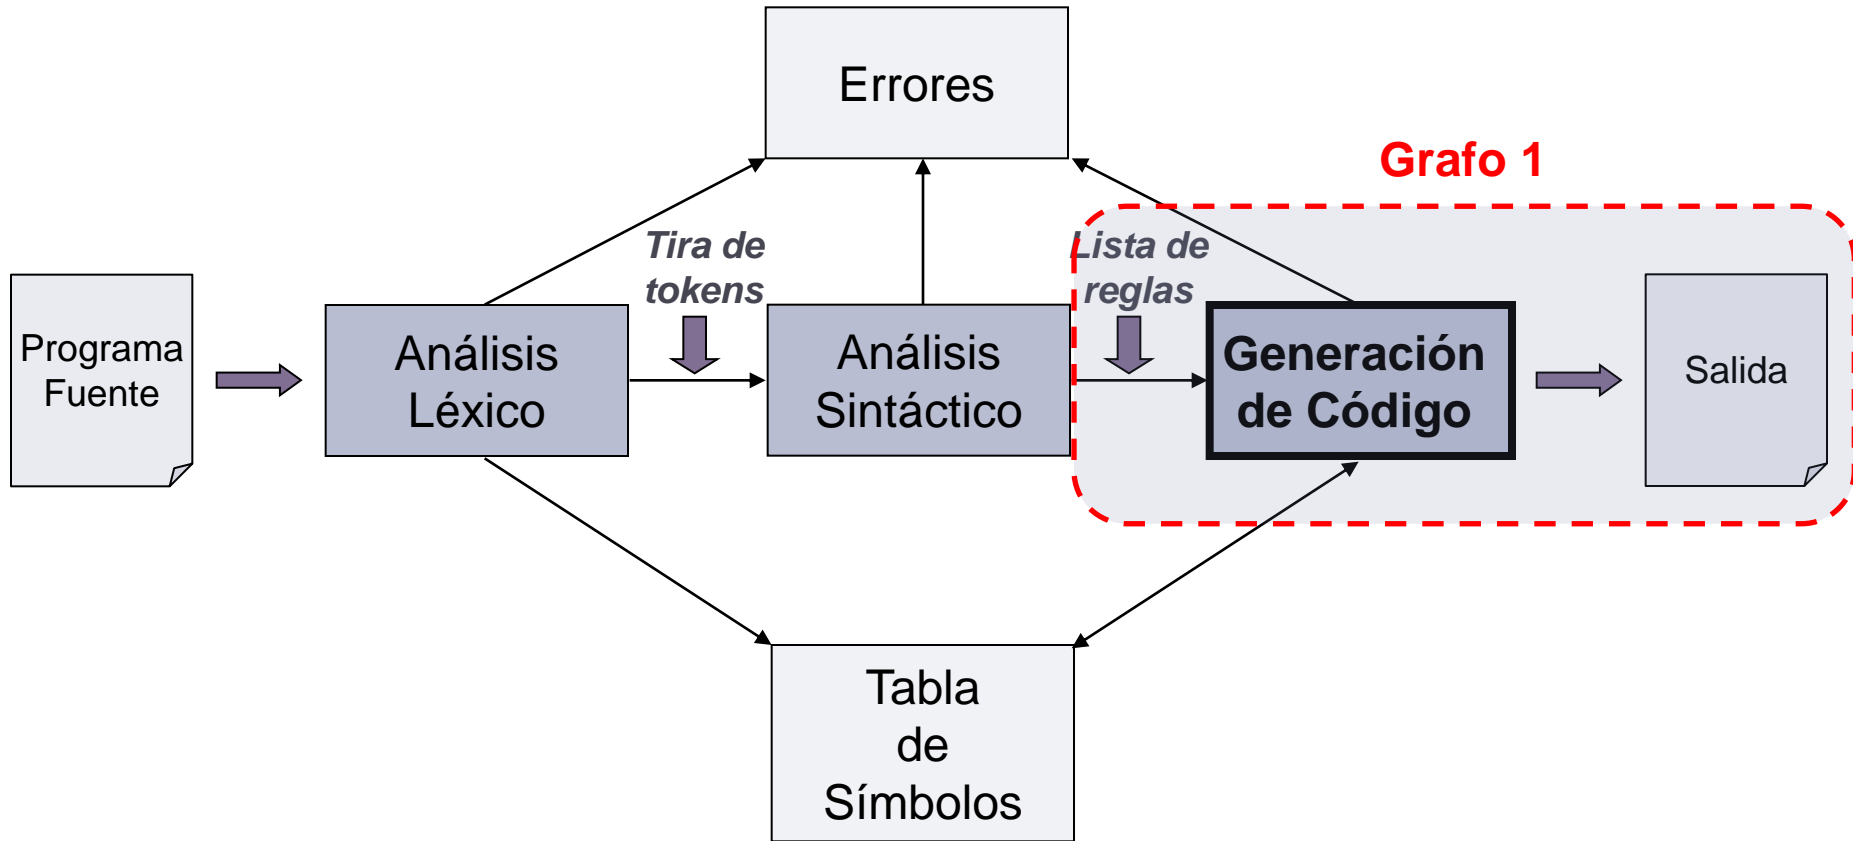 Errores
Grafo 1
Tira de
tokens
Lista de
reglas
Programa
Fuente
Análisis
Léxico
Análisis
Sintáctico
Generación
de Código
Salida
Tabla
de
Símbolos